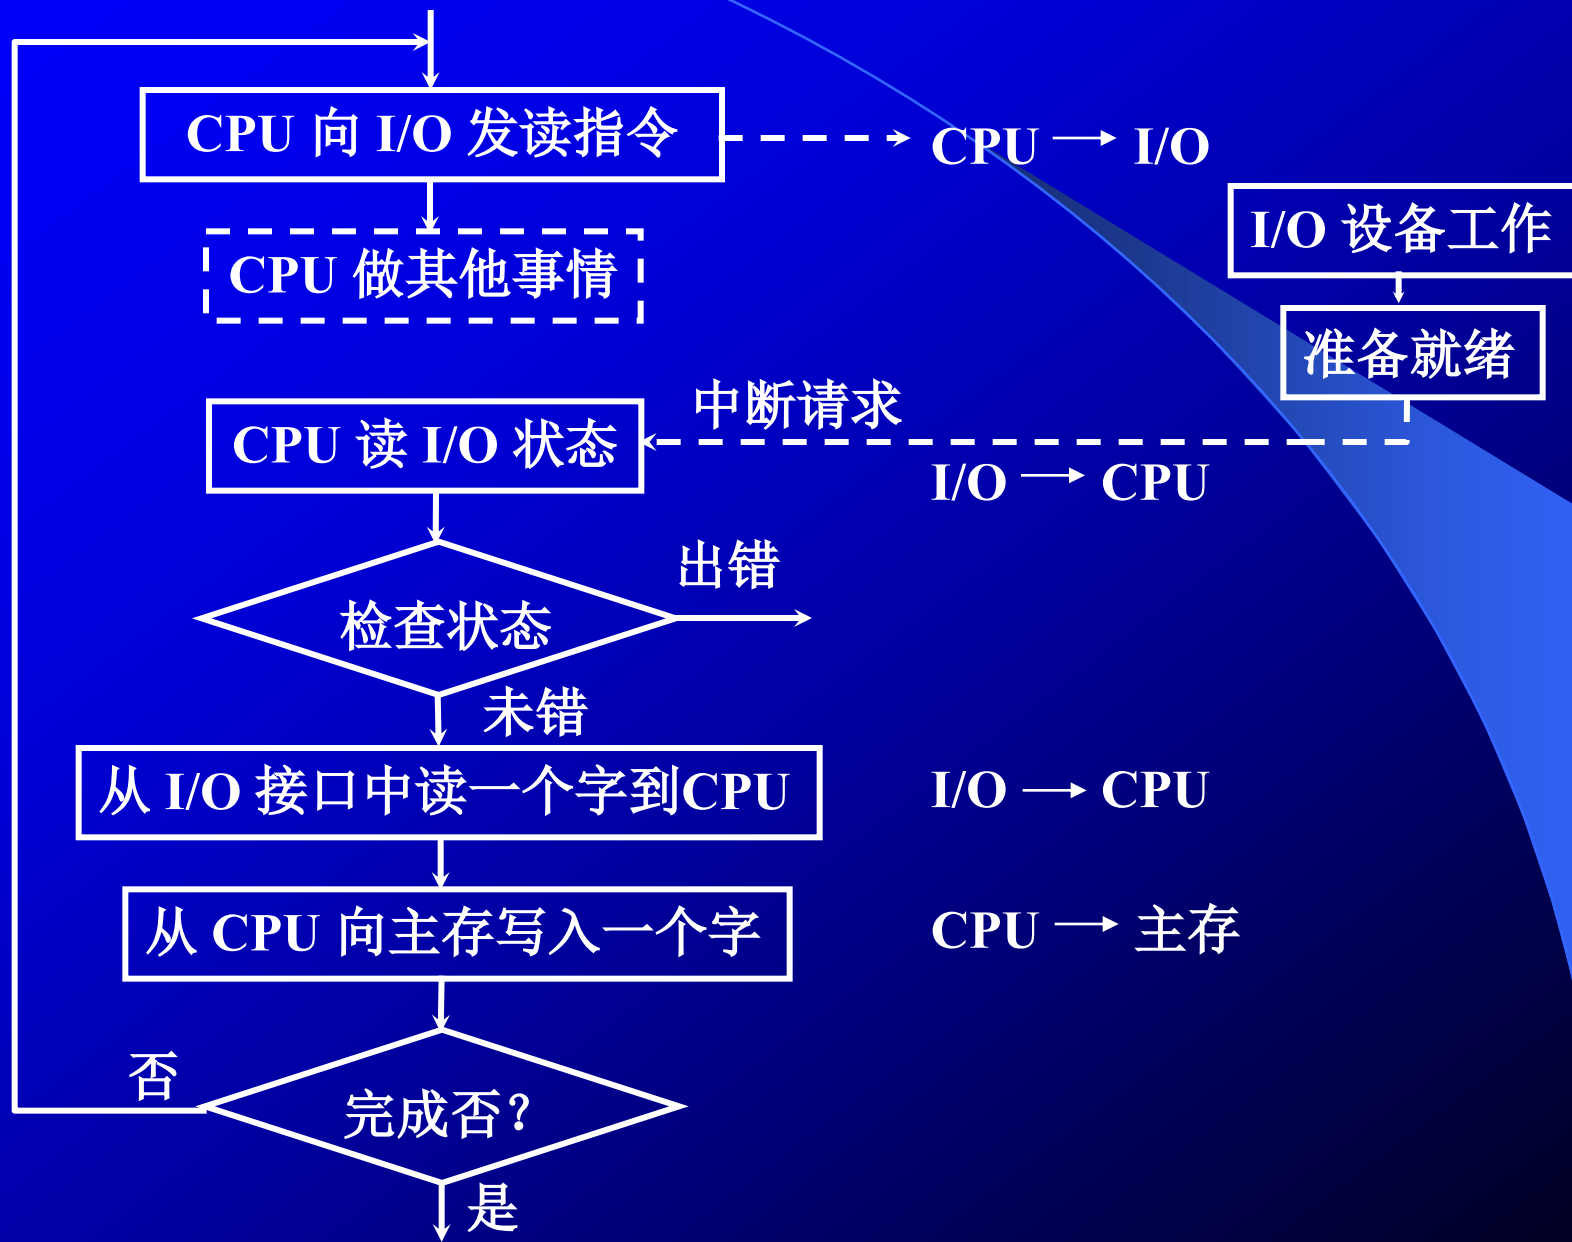 CPU 向 I/O 发读指令
CPU → I/O
I/O 设备工作
CPU 做其他事情
准备就绪
中断请求
CPU 读 I/O 状态
I/O → CPU
出错
检查状态
未错
从 I/O 接口中读一个字到CPU
I/O → CPU
从 CPU 向主存写入一个字
CPU → 主存
否
完成否？
是